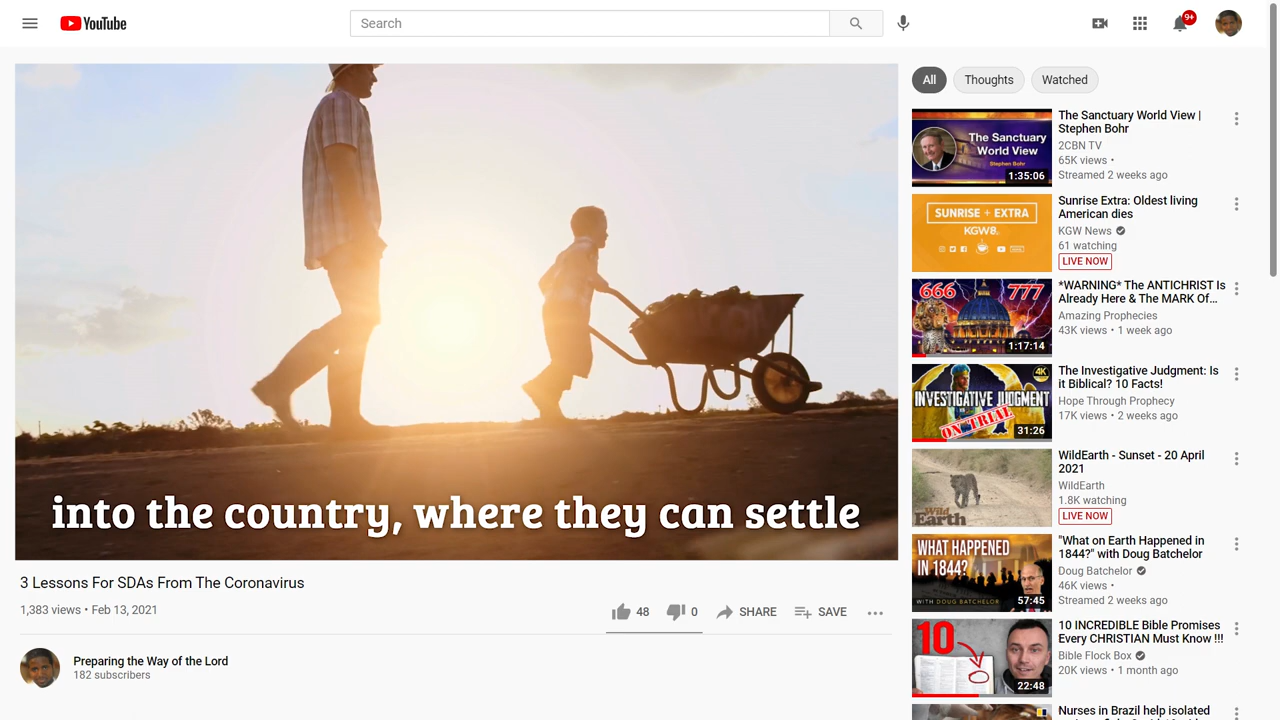 YouTube
Search
9+
into the country, where they can settle
3 Lessons For SDAs From The Coronavirus
1,383 views • Feb 13, 2021
48
0
SHARE
SAVE
Preparing the Way of the Lord
182 subscribers
All
Thoughts
Watched
The Sanctuary
World View
Stephen Bohr
1:35:06
The Sanctuary World View |
Stephen Bohr
2CBN TV
65K views •
Streamed 2 weeks ago
SUNRISE + EXTRA
KGW8
Sunrise Extra: Oldest living
American dies
KGW News
61 watching
LIVE NOW
666
777
1:17:14
*WARNING* The ANTICHRIST Is
Already Here & The MARK Of...
Amazing Prophecies
43K views • 1 week ago
4K
INVESTIGATIVE JUDGMENT
ON TRIAL
31:26
The Investigative Judgment: Is
it Biblical? 10 Facts!
Hope Through Prophecy
17K views • 2 weeks ago
Wild
Earth
WildEarth - Sunset - 20 April
2021
WildEarth
1.8K watching
LIVE NOW
WHAT HAPPENED
IN 1844?
WITH DOUG BATCHELOR
57:45
"What on Earth Happened in
1844?" with Doug Batchelor
Doug Batchelor
46K views •
Streamed 2 weeks ago
10
22:48
10 INCREDIBLE Bible Promises
Every CHRISTIAN Must Know !!!
Bible Flock Box
20K views • 1 month ago
Nurses in Brazil help isolated